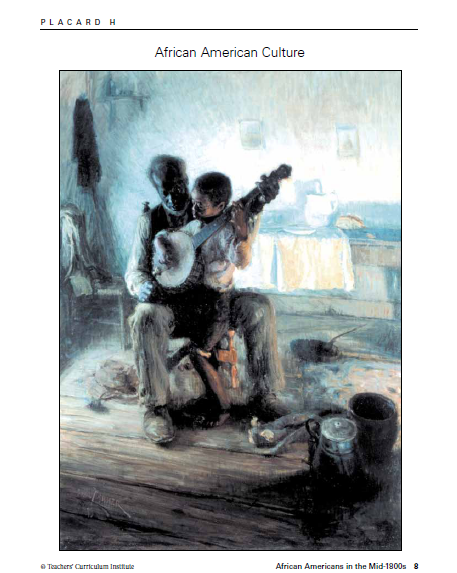 PLACARD H
African American Culture
© Teachers' Curriculum Institute
African Americans in the Mid-1800s 8